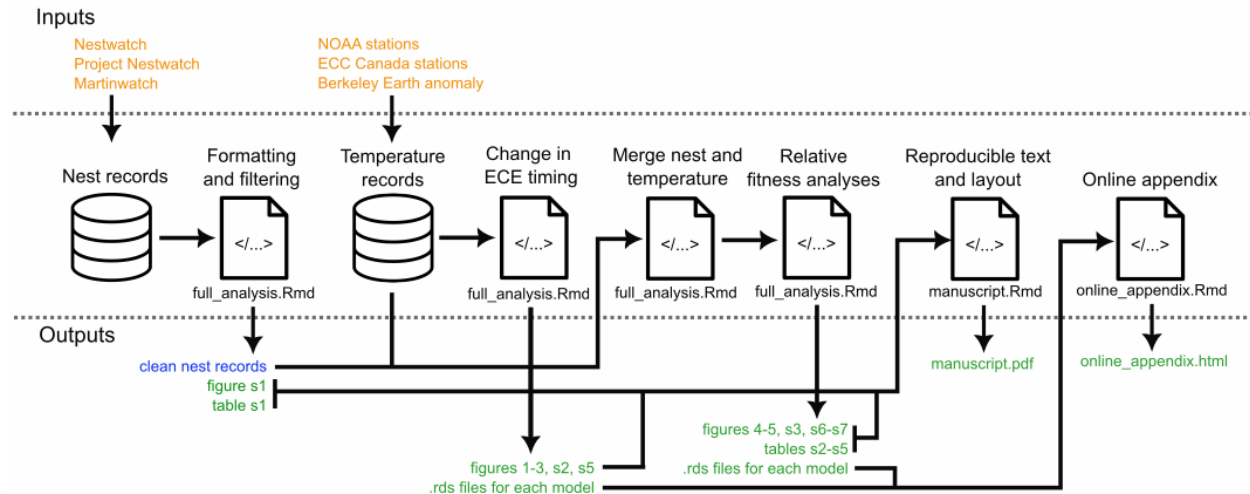 Inputs
Nestwatch
Project Nestwatch
Martinwatch
NOAA stations
ECC Canada stations
Berkeley Earth anomaly
Nest records
Formatting
and filtering
</...>
full_analysis.Rmd
Temperature
records
Change in
ECE timing
</...>
full_analysis.Rmd
Merge nest and
temperature
</...>
full_analysis.Rmd
Relative
fitness analyses
</...>
full_analysis.Rmd
Reproducible text
and layout
</...>
manuscript.Rmd
Online appendix
</...>
online_appendix.Rmd
Outputs
clean nest records
figure s1
table s1
figures 1-3, s2, s5
.rds files for each model
figures 4-5, s3, s6-s7
tables s2-s5
.rds files for each model
manuscript.pdf
online_appendix.html